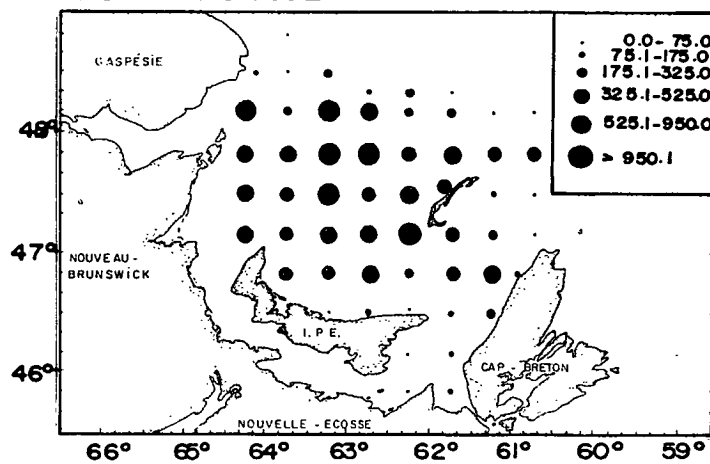 0.0-75.0
75.1-175.0
175.1-325.0
325.1-525.0
525.1-950.0
> 950.1
GASPÉSIE
48°
47°
46°
NOUVEAU-
BRUNSWICK
I.P.E.
CAP-BRETON
NOUVELLE-ECOSSE
66° 65° 64° 63° 62° 61° 60° 59°